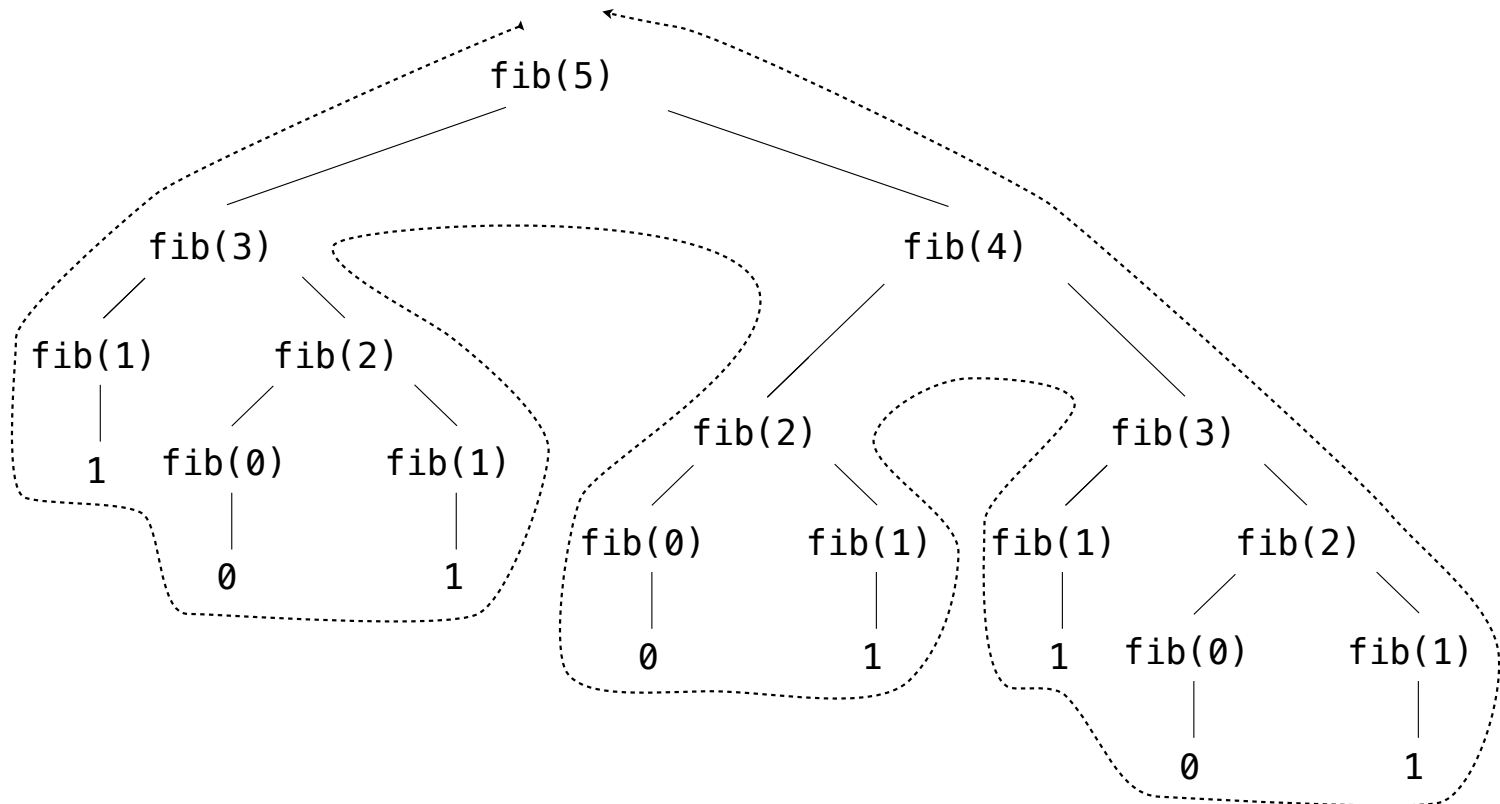 fib(5)
fib(3) fib(4)
fib(1) fib(2)
fib(2) fib(3)
1 fib(0) fib(1)
fib(0) fib(1) fib(1) fib(2)
0 1
0 1 1 fib(0) fib(1)
0 1